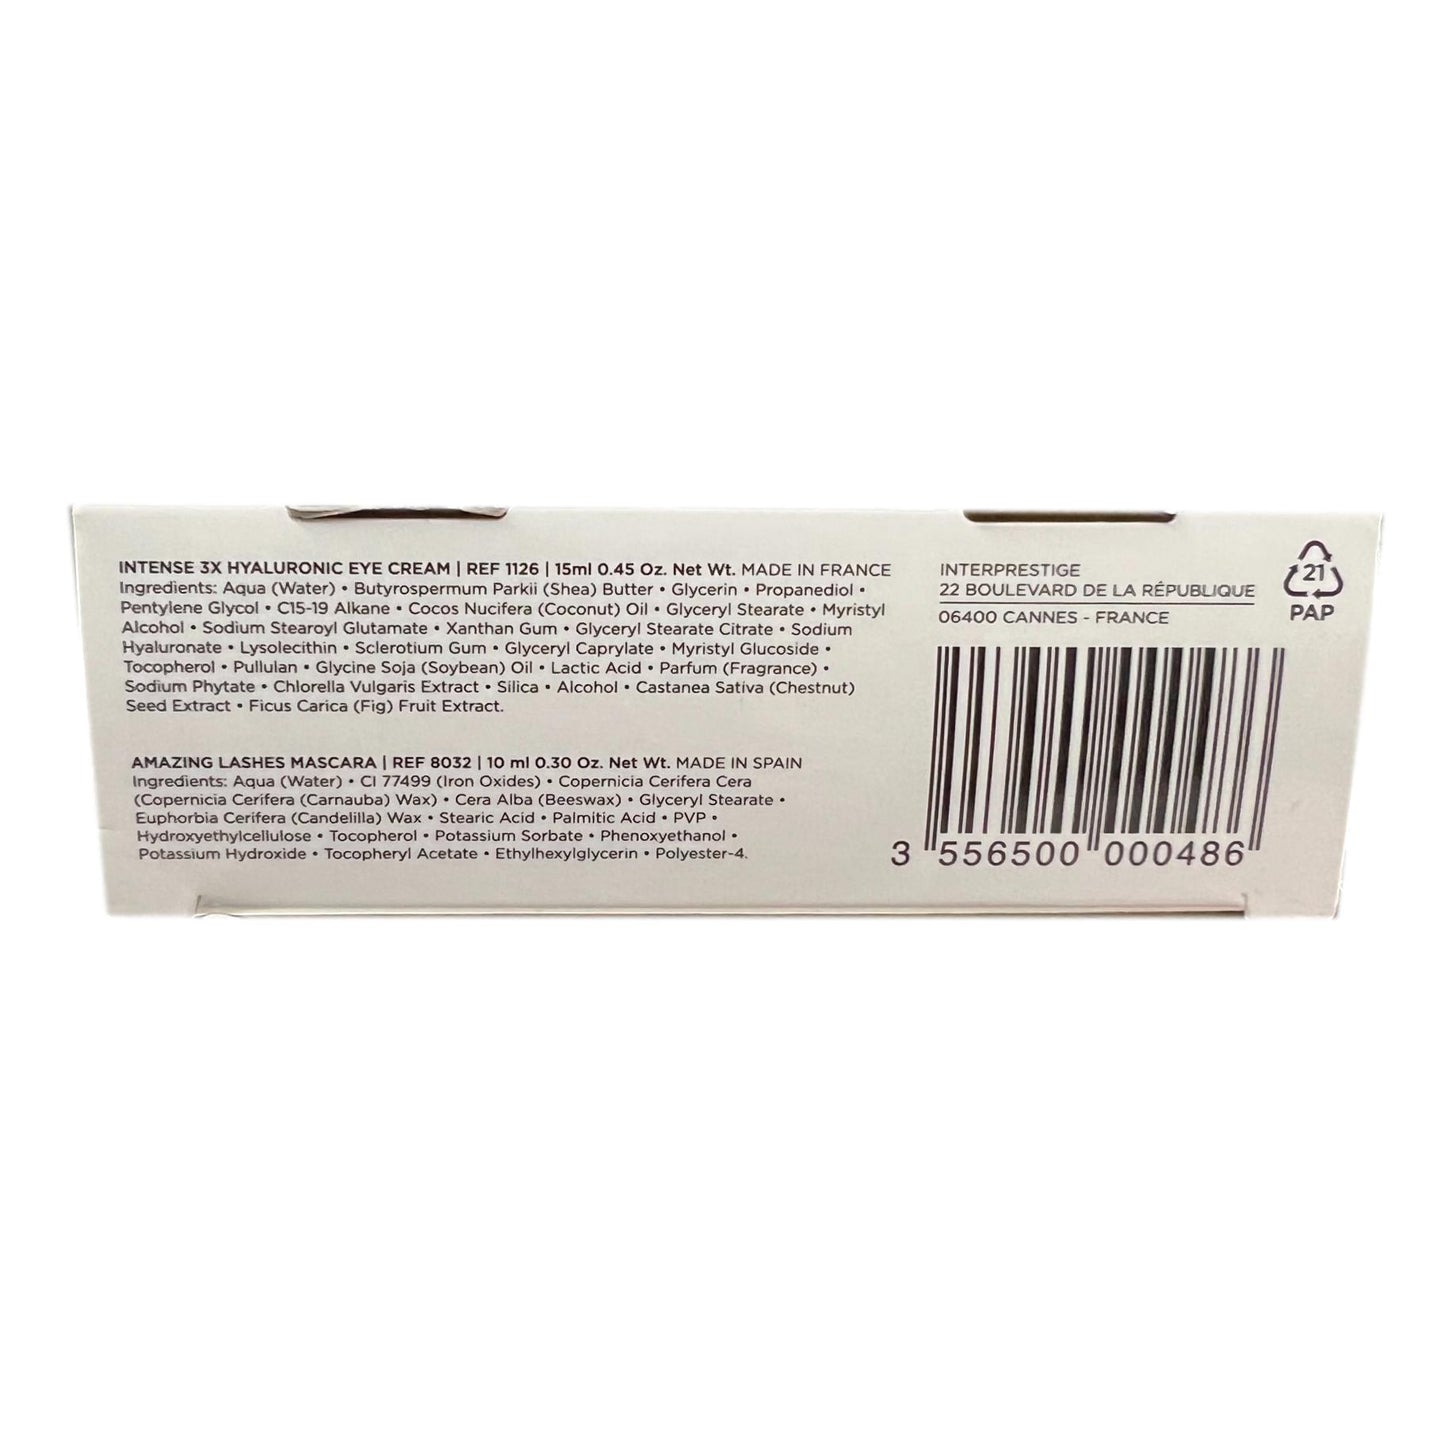 INTENSE 3X HYALURONIC EYE CREAM | REF 1126 | 15ml 0.45 Oz. Net Wt. MADE IN FRANCE
Ingredients: Aqua (Water) • Butyrospermum Parkii (Shea) Butter • Glycerin • Propanediol •
Pentylene Glycol • C15-19 Alkane • Cocos Nucifera (Coconut) Oil • Glyceryl Stearate • Myristyl
Alcohol • Sodium Stearoyl Glutamate • Xanthan Gum • Glyceryl Stearate Citrate • Sodium
Hyaluronate • Lysolecithin • Sclerotium Gum • Glyceryl Caprylate • Myristyl Glucoside •
Tocopherol • Pullulan • Glycine Soja (Soybean) Oil • Lactic Acid • Parfum (Fragrance) •
Sodium Phytate • Chlorella Vulgaris Extract • Silica • Alcohol • Castanea Sativa (Chestnut)
Seed Extract • Ficus Carica (Fig) Fruit Extract.
AMAZING LASHES MASCARA | REF 8032 | 10 ml 0.30 Oz. Net Wt. MADE IN SPAIN
Ingredients: Aqua (Water) • CI 77499 (Iron Oxides) • Copernicia Cerifera Cera
(Copernicia Cerifera (Carnauba) Wax) • Cera Alba (Beeswax) • Glyceryl Stearate •
Euphorbia Cerifera (Candelilla) Wax • Stearic Acid • Palmitic Acid • PVP •
Hydroxyethylcellulose • Tocopherol • Potassium Sorbate • Phenoxyethanol •
Potassium Hydroxide • Tocopheryl Acetate • Ethylhexylglycerin • Polyester-4.
INTERPRESTIGE
22 BOULEVARD DE LA RÉPUBLIQUE
06400 CANNES - FRANCE
21
PAP
3 556500 000486